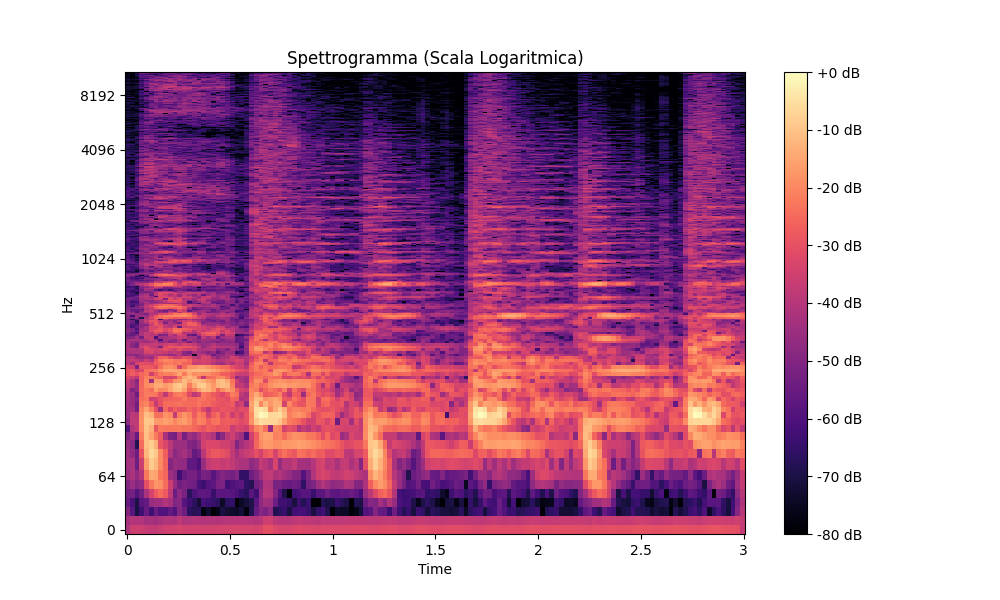 Spettrogramma (Scala Logaritmica)
Hz
8192
4096
2048
1024
512
256
128
64
0
0 0.5 1 1.5 2 2.5 3
Time
+0 dB
-10 dB
-20 dB
-30 dB
-40 dB
-50 dB
-60 dB
-70 dB
-80 dB